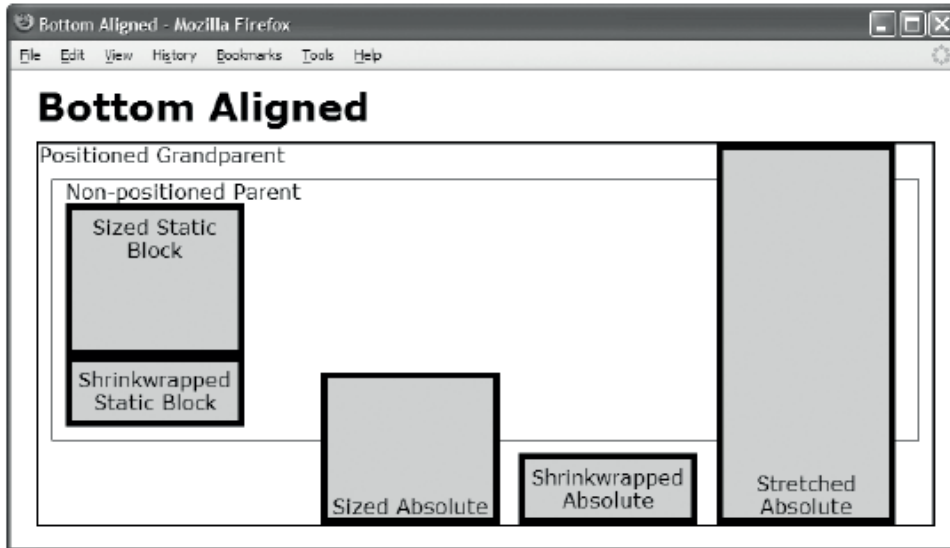 Bottom Aligned - Mozilla Firefox
File Edit View History Bookmarks Tools Help
Bottom Aligned
Positioned Grandparent
Non-positioned Parent
Sized Static
Block
Shrinkwrapped
Static Block
Sized Absolute
Shrinkwrapped
Absolute
Stretched
Absolute